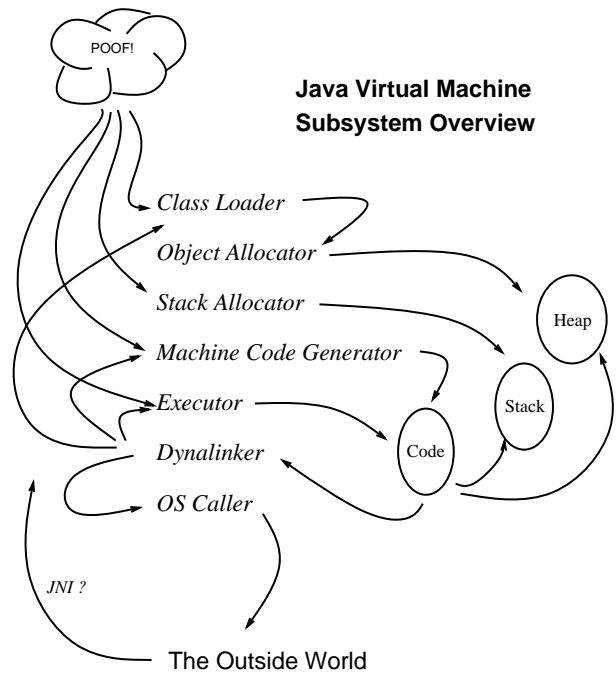 POOF!
Java Virtual Machine
Subsystem Overview
Class Loader
Object Allocator
Stack Allocator
Heap
Machine Code Generator
Executor
Stack
Dynalinker
Code
OS Caller
JNI ?
The Outside World